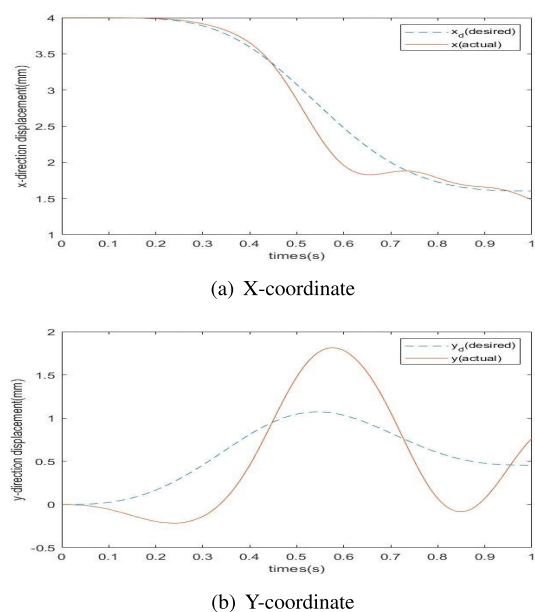 4
3.5
3
2.5
2
1.5
1
x-direction displacement(mm)
x_d(desired)
x(actual)
0 0.1 0.2 0.3 0.4 0.5 0.6 0.7 0.8 0.9 1
times(s)
(a) X-coordinate
2
1.5
1
0.5
0
-0.5
y-direction displacement(mm)
y_d(desired)
y(actual)
0 0.1 0.2 0.3 0.4 0.5 0.6 0.7 0.8 0.9 1
times(s)
(b) Y-coordinate